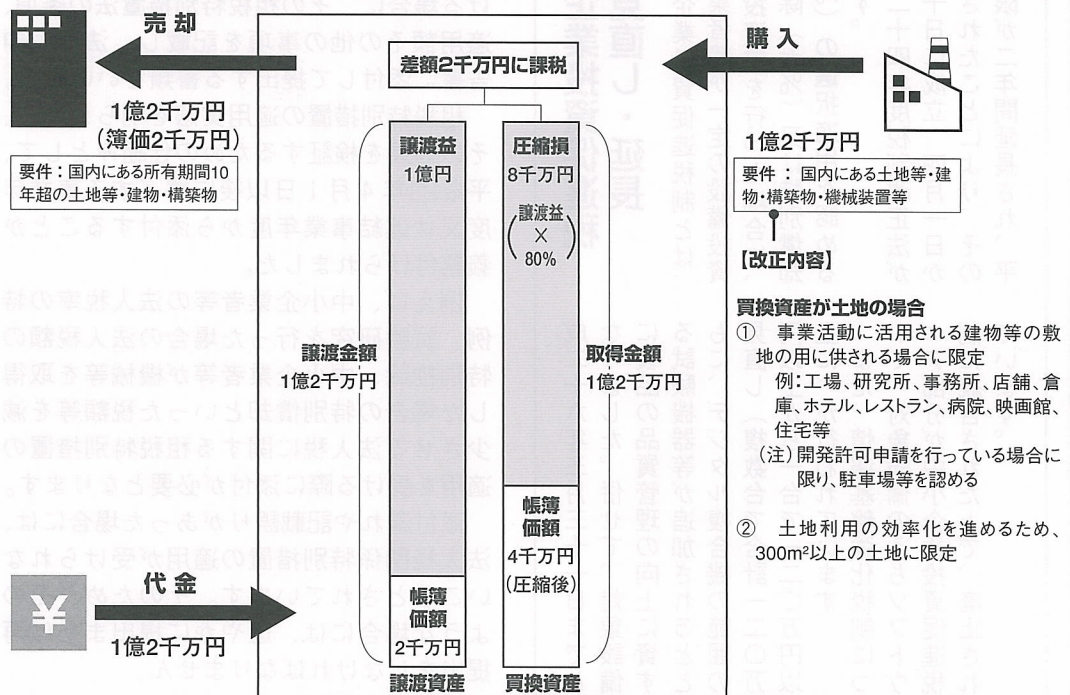 売却
1億2千万円
(簿価2千万円)
要件：国内にある所有期間10
年超の土地等・建物・構築物
差額2千万円に課税
購入
1億2千万円
要件：国内にある土地等・建
物・構築物・機械装置等
譲渡益
1億円
圧縮損
8千万円
譲渡益
×
80%
譲渡金額
1億2千万円
取得金額
1億2千万円
帳簿
価額
4千万円
(圧縮後)
帳簿
価額
2千万円
譲渡資産
買換資産
代金
¥
1億2千万円
【改正内容】
買換資産が土地の場合
① 事業活動に活用される建物等の敷
地の用に供される場合に限定
例：工場、研究所、事務所、店舗、倉
庫、ホテル、レストラン、病院、映画館、
住宅等
(注)開発許可申請を行っている場合に
限り、駐車場等を認める
② 土地利用の効率化を進めるため、
300m²以上の土地に限定